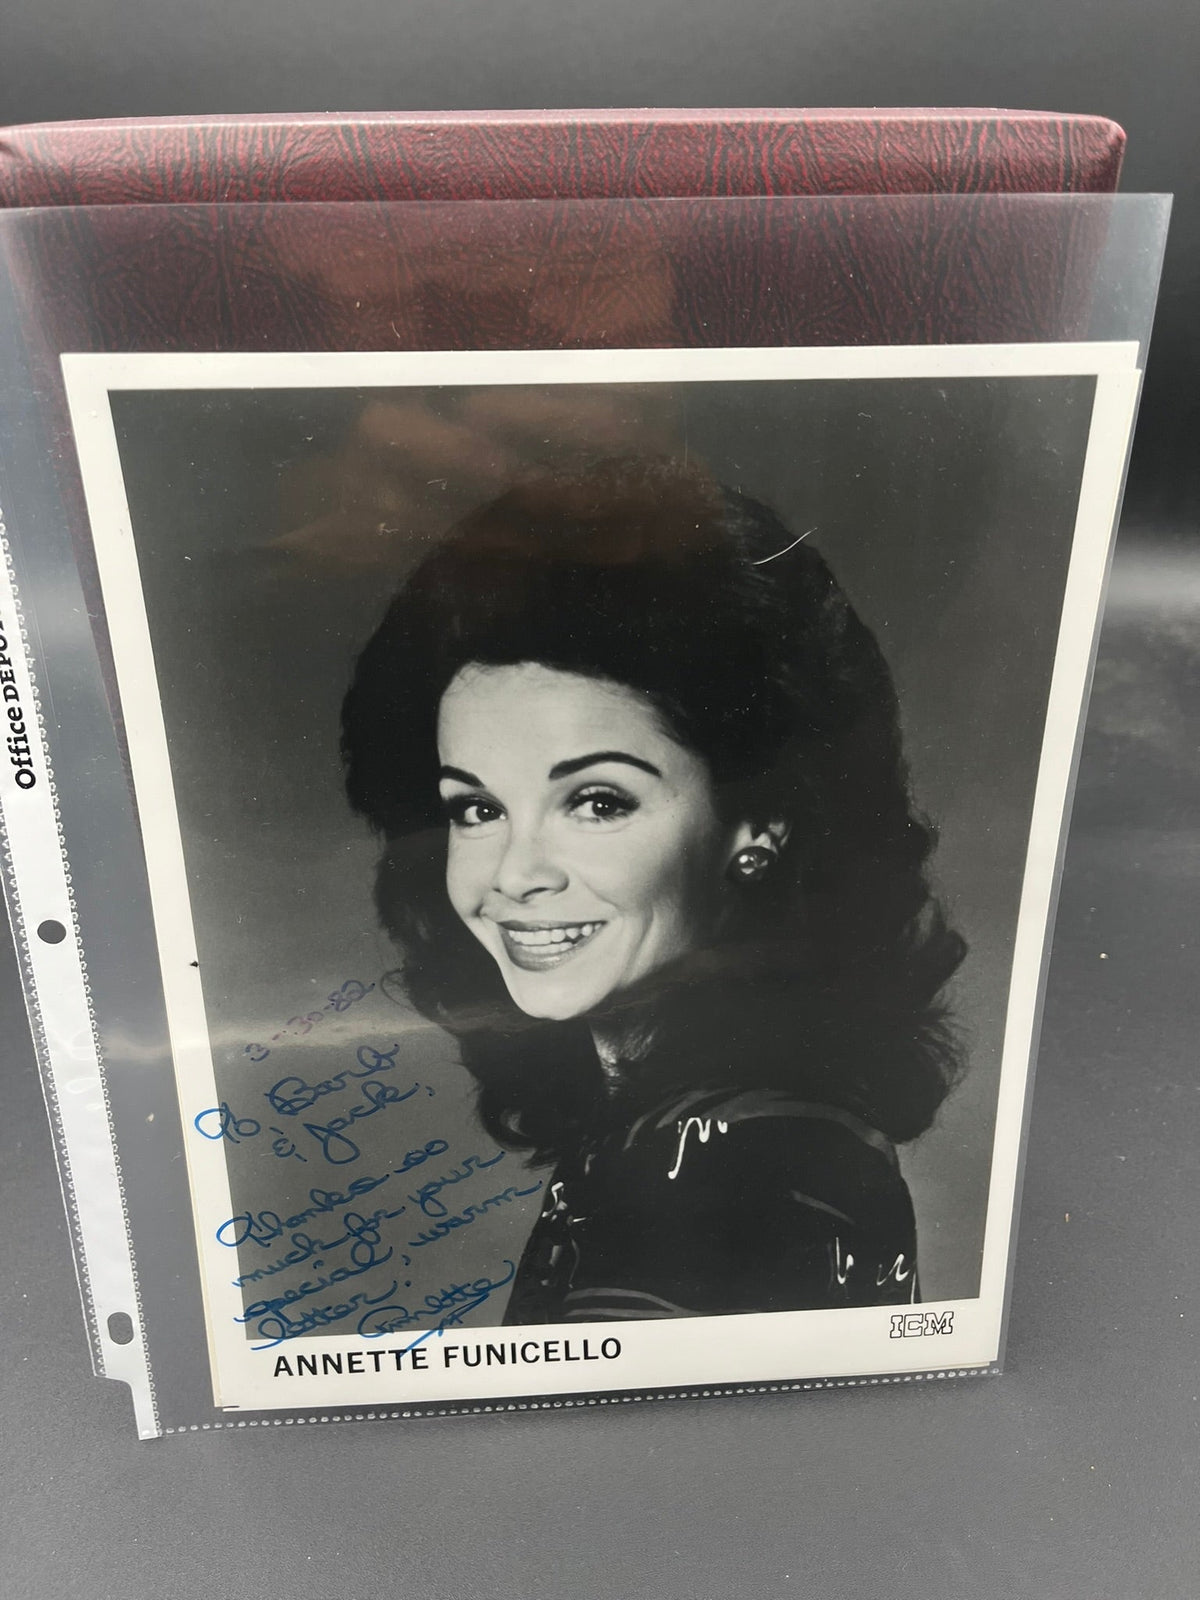 Office DEPOT
3-30-82
To, Barb
& Jack,
Thanks so
much for your
special, warm
letter!
Annette
ICM
ANNETTE FUNICELLO